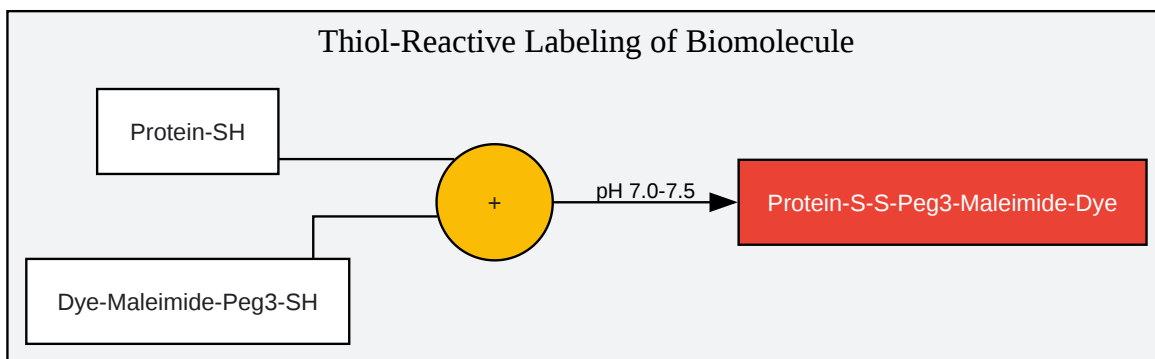 Thiol-Reactive Labeling of Biomolecule
Protein-SH
+
pH 7.0-7.5
Protein-S-S-Peg3-Maleimide-Dye
Dye-Maleimide-Peg3-SH